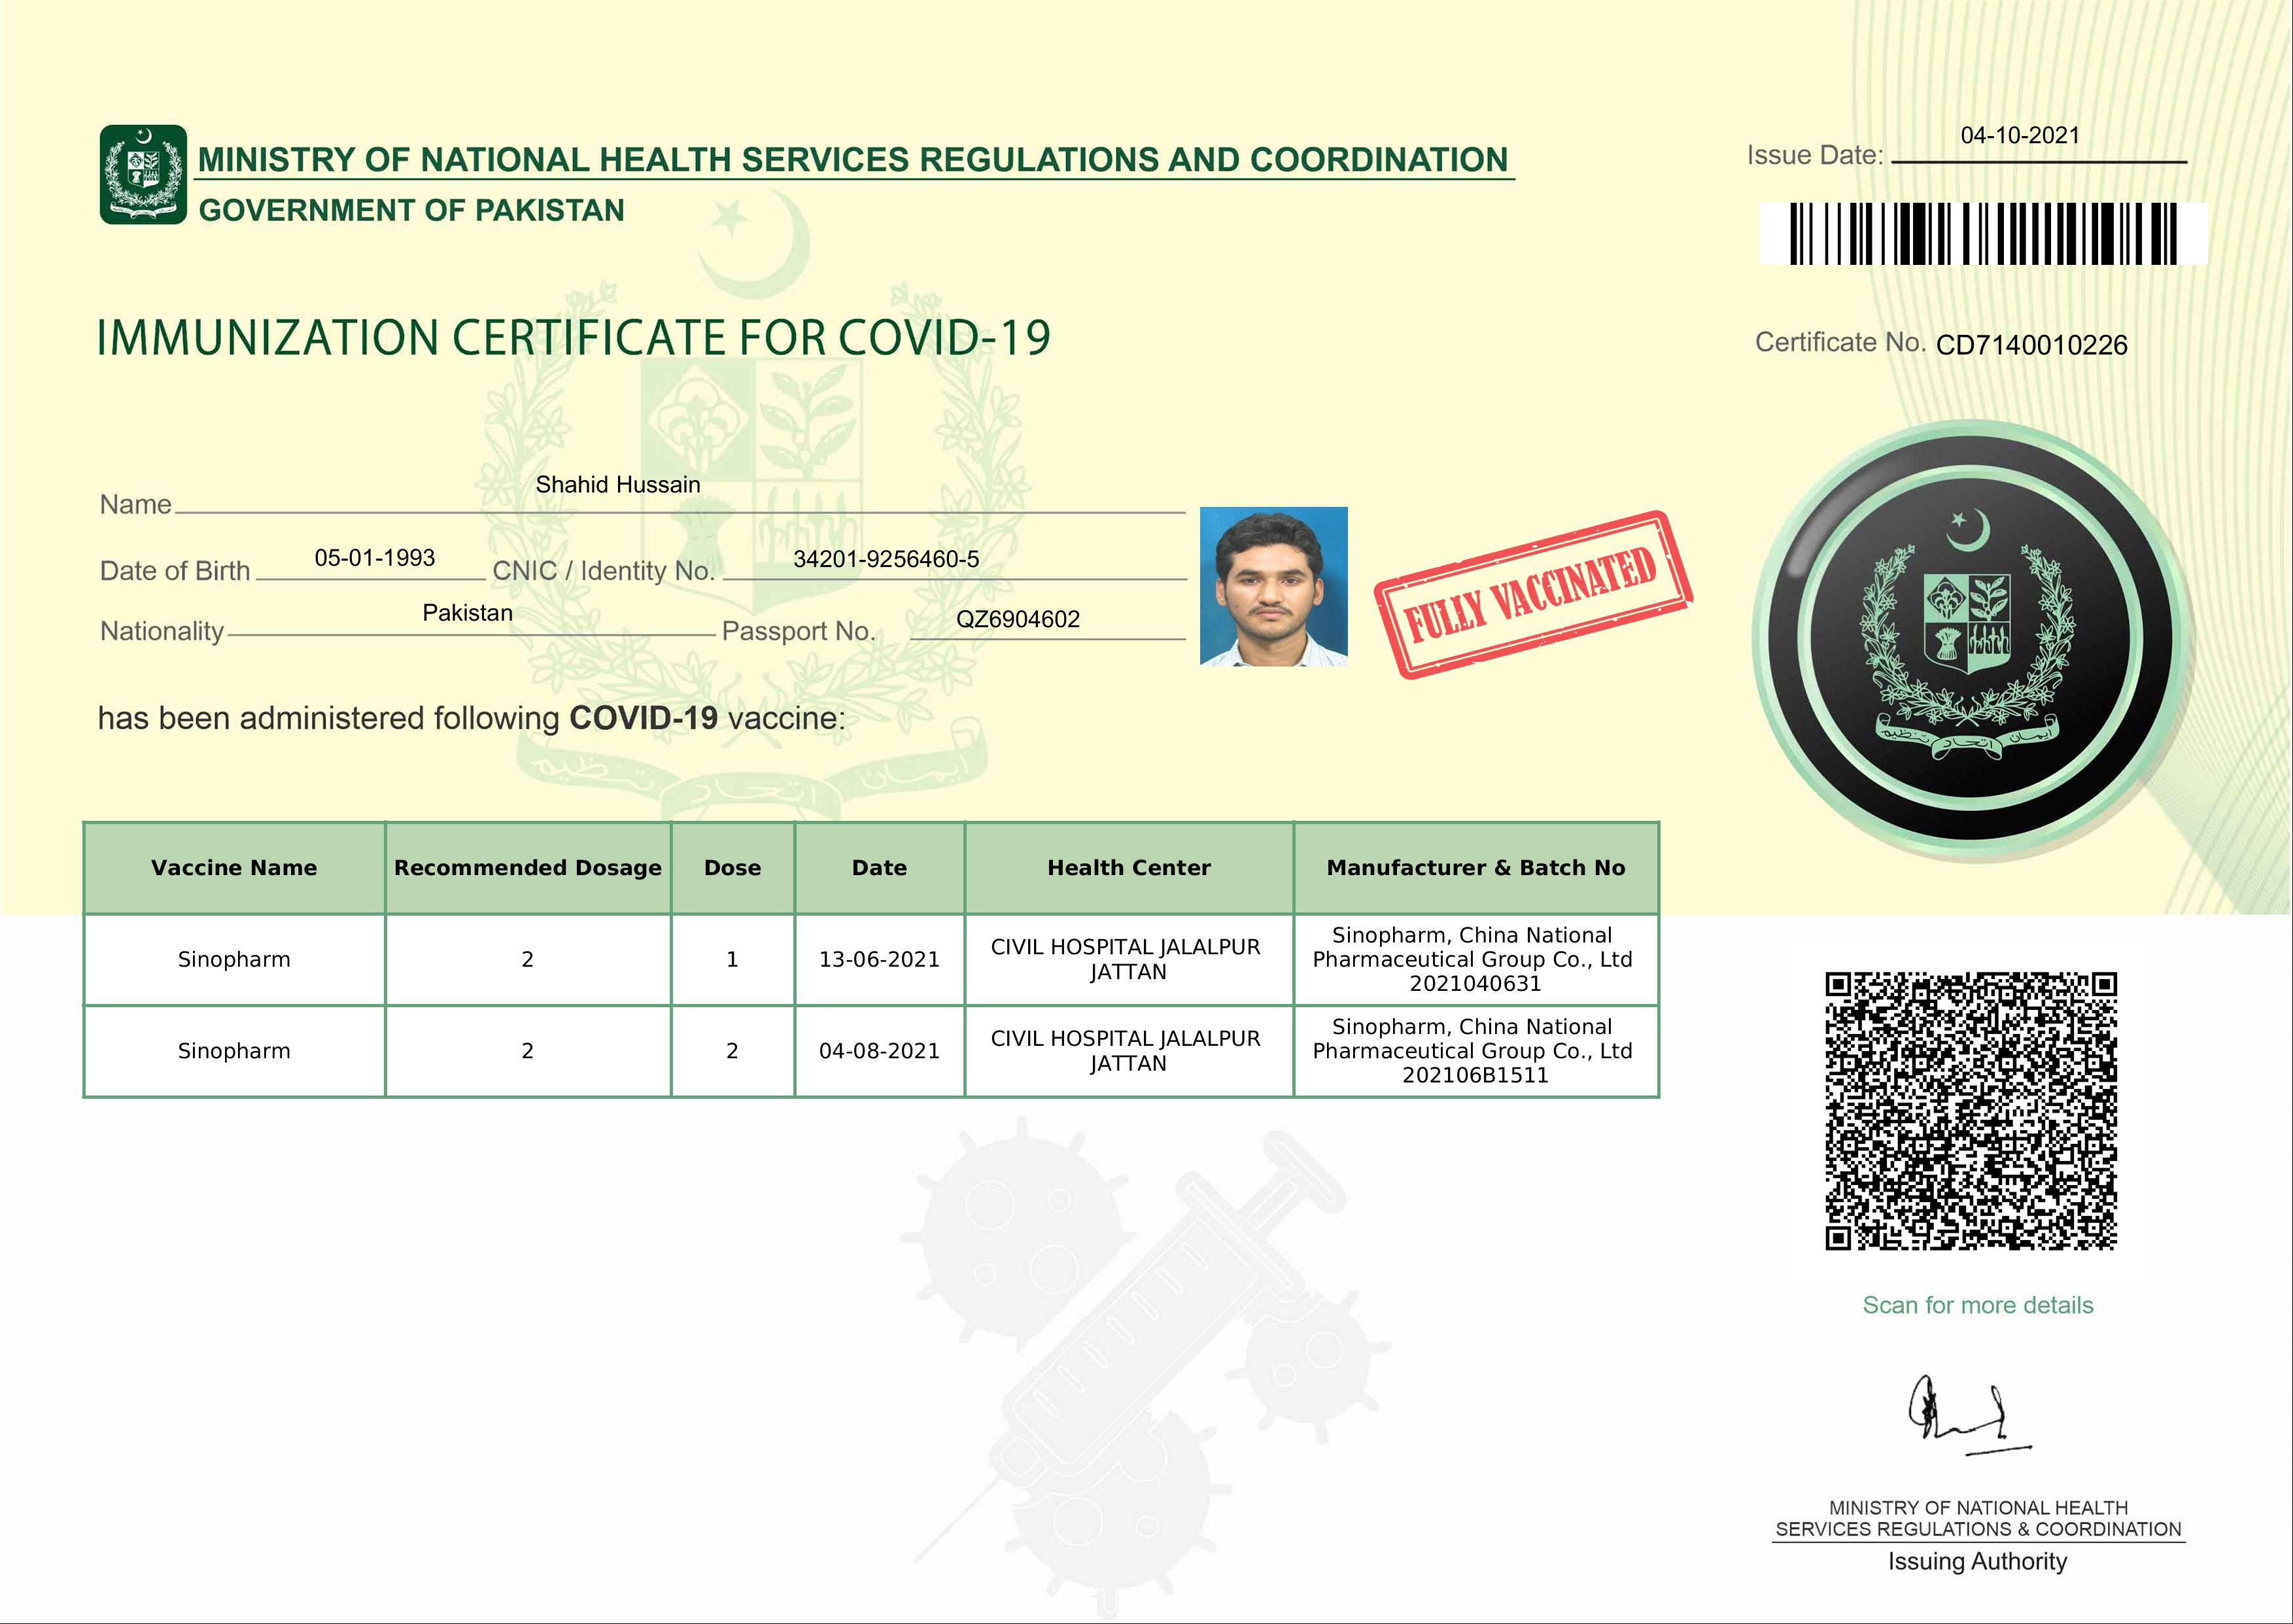 MINISTRY OF NATIONAL HEALTH SERVICES REGULATIONS AND COORDINATION
GOVERNMENT OF PAKISTAN
Issue Date: 04-10-2021
IMMUNIZATION CERTIFICATE FOR COVID-19
Certificate No. CD7140010226
Name Shahid Hussain
Date of Birth 05-01-1993 CNIC / Identity No. 34201-9256460-5
Nationality Pakistan Passport No. QZ6904602
FULLY VACCINATED
has been administered following COVID-19 vaccine:
ایمان اتحاد تنظیم
Vaccine Name Recommended Dosage Dose Date Health Center Manufacturer & Batch No
Sinopharm 2 1 13-06-2021 CIVIL HOSPITAL JALALPUR JATTAN Sinopharm, China National Pharmaceutical Group Co., Ltd 2021040631
Sinopharm 2 2 04-08-2021 CIVIL HOSPITAL JALALPUR JATTAN Sinopharm, China National Pharmaceutical Group Co., Ltd 202106B1511
Scan for more details
MINISTRY OF NATIONAL HEALTH
SERVICES REGULATIONS & COORDINATION
Issuing Authority